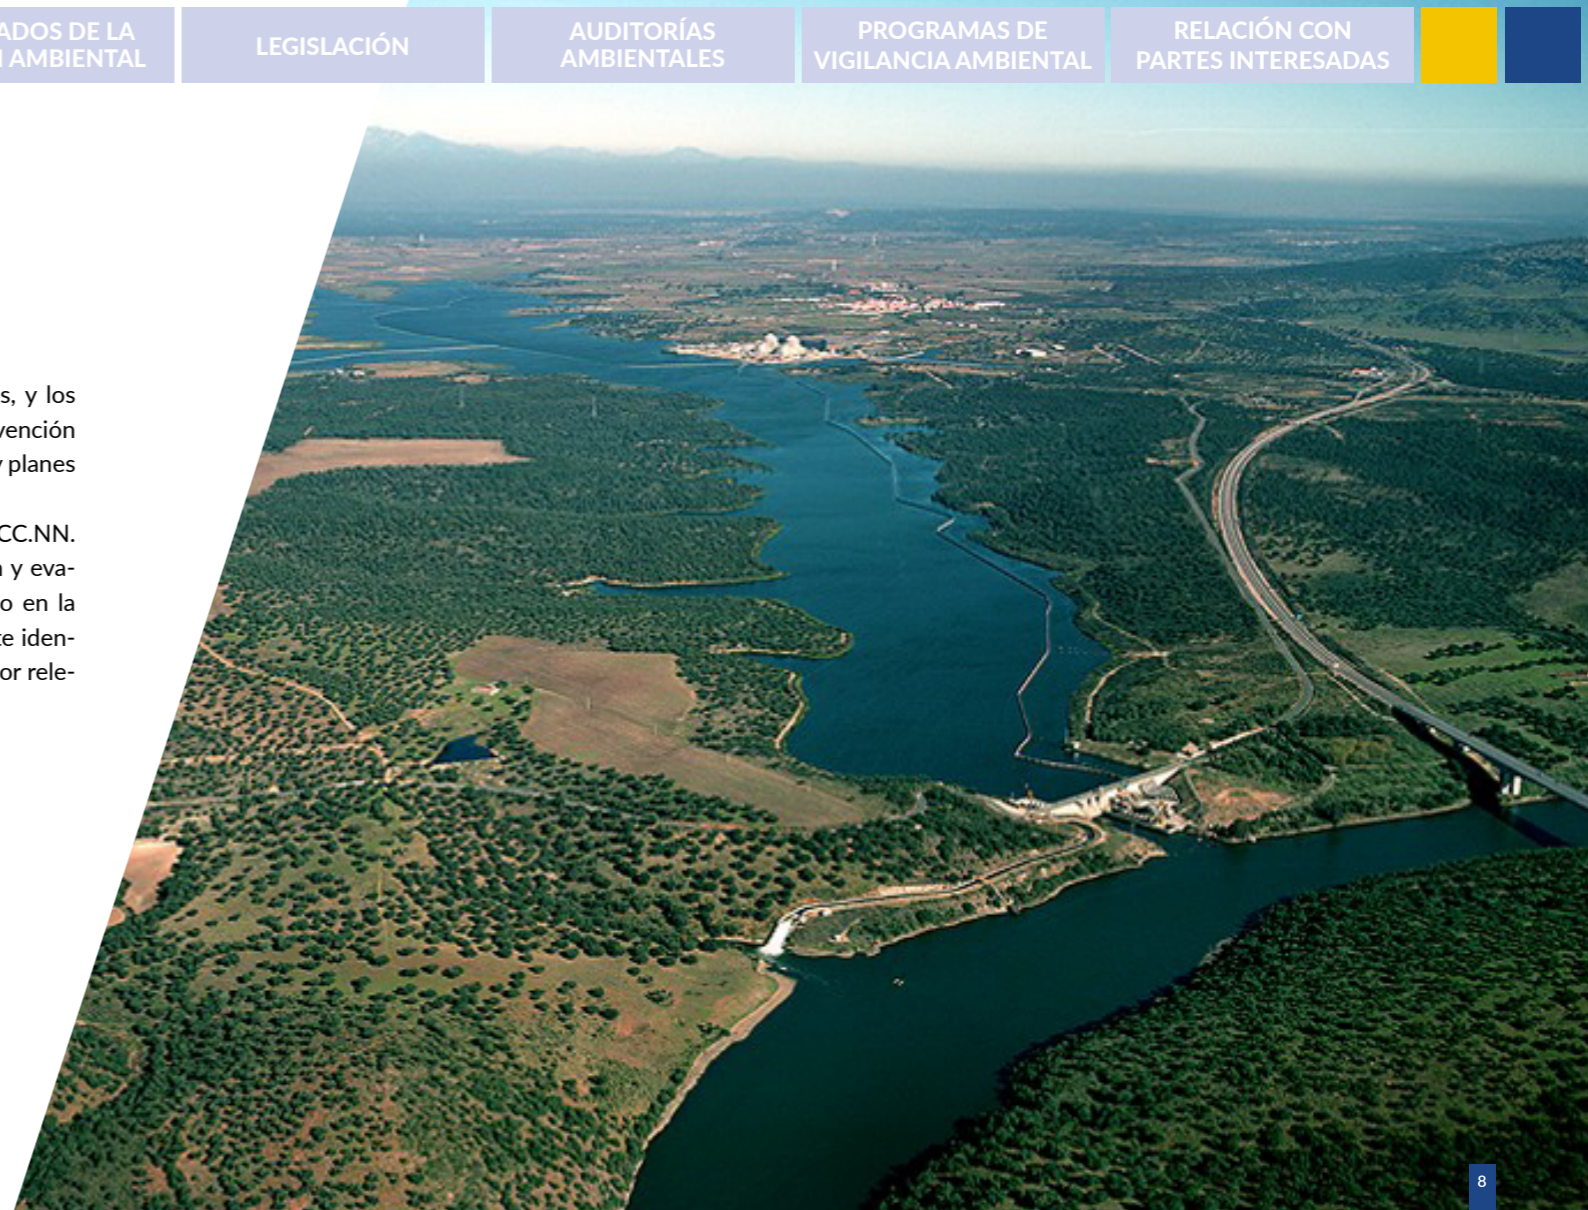 ADOS DE LA
AMBIENTAL
LEGISLACIÓN
AUDITORÍAS
AMBIENTALES
PROGRAMAS DE
VIGILANCIA AMBIENTAL
RELACIÓN CON
PARTES INTERESADAS
s, y los
vención
y planes
CC.NN.
n y eva-
o en la
te iden-
or rele-
8